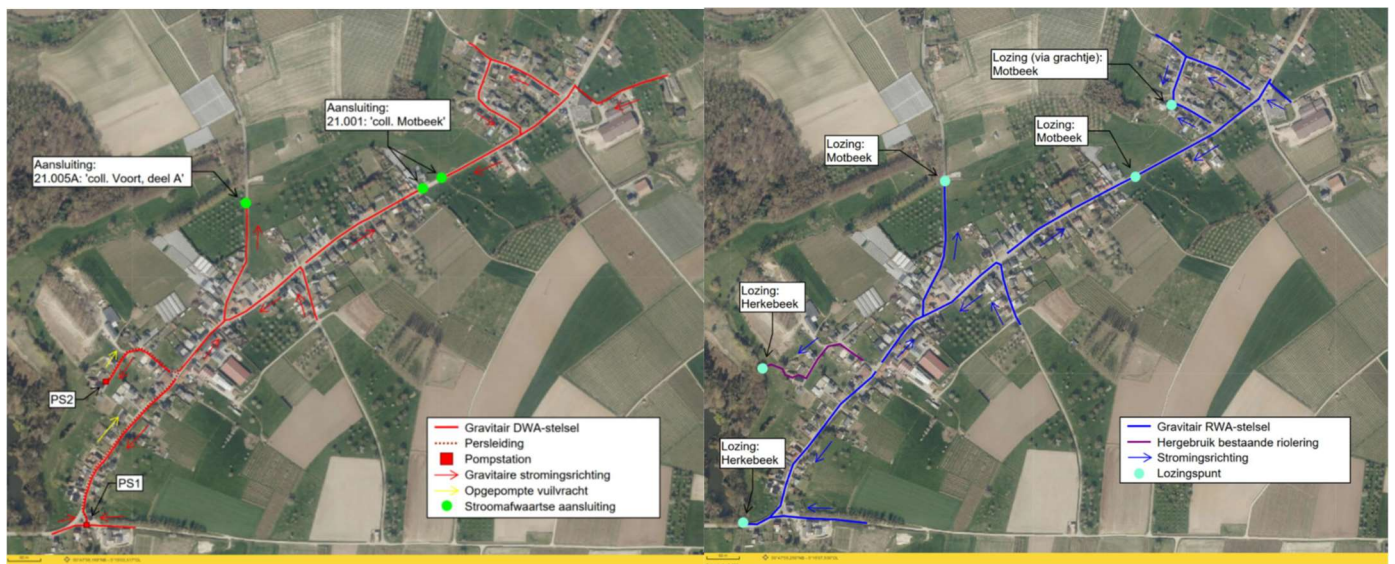 Aansluiting:
21.001: 'coll. Motbeek'
Aansluiting:
21.005A: 'coll. Voort, deel A'
PS2
PS1
Gravitair DWA-stelsel
Persleiding
Pompstation
Gravitaire stromingsrichting
Opgepompte vuilvracht
Stroomafwaartse aansluiting
Lozing (via grachtje):
Motbeek
Lozing:
Motbeek
Lozing:
Motbeek
Lozing:
Herkebeek
Lozing:
Herkebeek
Gravitair RWA-stelsel
Hergebruik bestaande riolering
Stromingsrichting
Lozingspunt